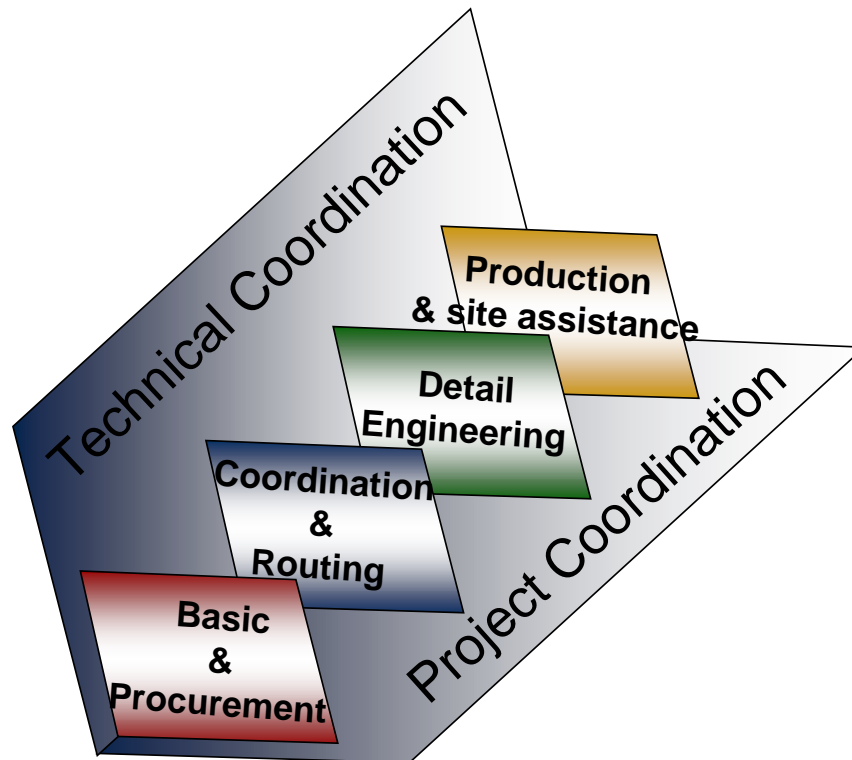 Technical Coordination
Production
& site assistance
Detail
Engineering
Coordination
&
Routing
Basic
&
Procurement
Project Coordination